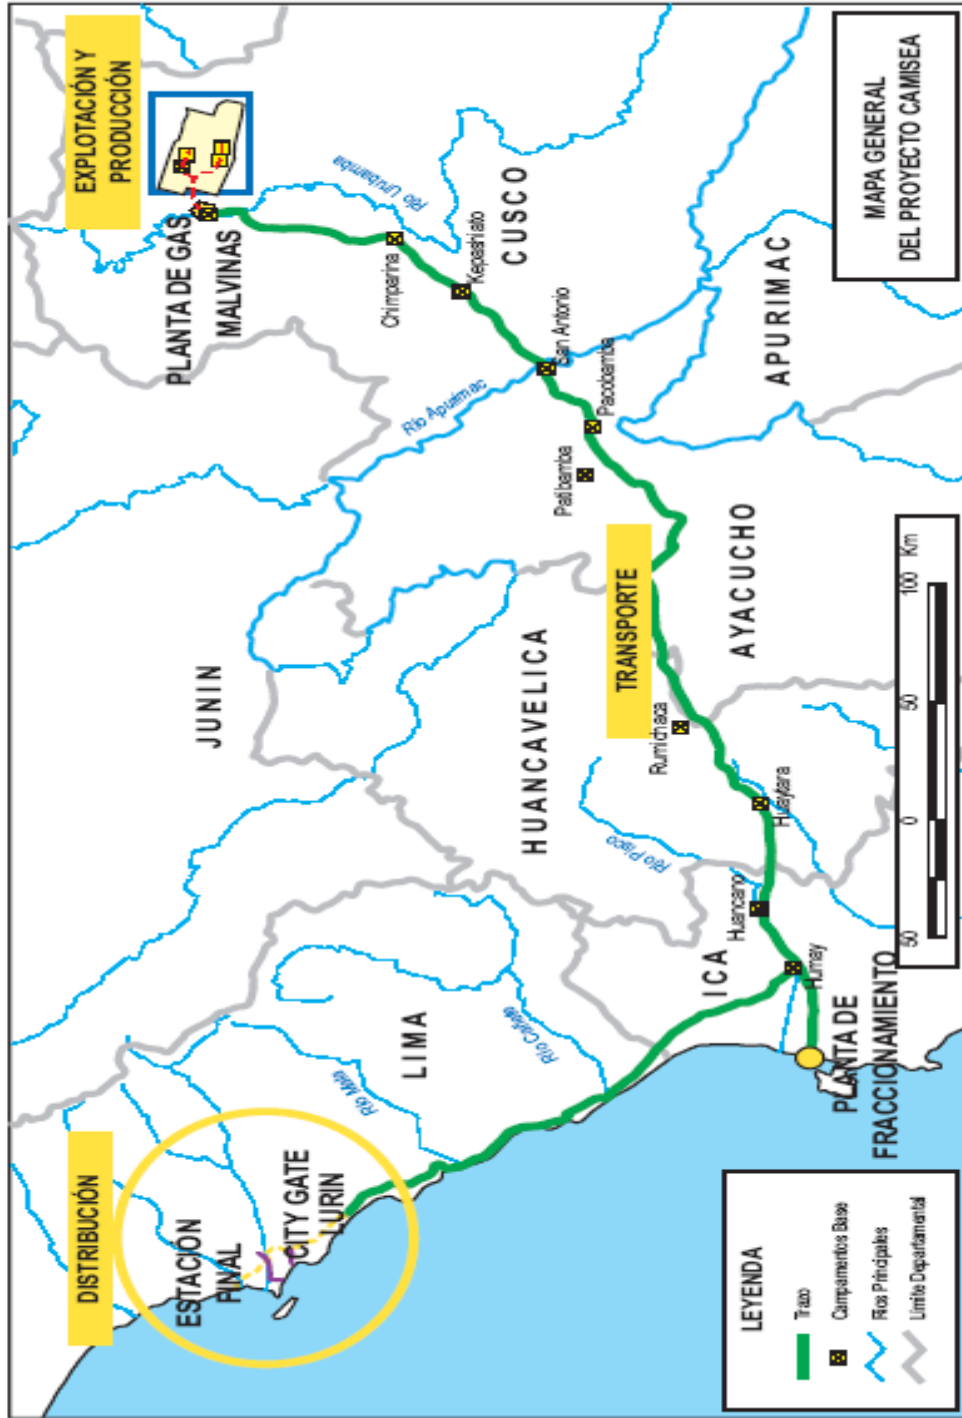 DISTRIBUCIÓN
ESTACIÓN
FINAL
CITY GATE
LURIN
LIMA
Río Mala
Río Cañete
JUNIN
HUANCAVELICA
Río Pisco
ICA
EXPLOTACIÓN Y
PRODUCCIÓN
PLANTA DE GAS
MALVINAS
Río Urubamba
Chimparina
Kepashiato
CUSCO
Río Apurimac
San Antonio
Pacobamba
Patibamba
APURIMAC
TRANSPORTE
AYACUCHO
Rumichaca
Huaytara
Huancano
Humay
PLANTA DE
FRACCIONAMIENTO
LEYENDA
Trazo
Campamentos Base
Rios Principales
Límite Departamental
50 0 50 100 Km
MAPA GENERAL
DEL PROYECTO CAMISEA